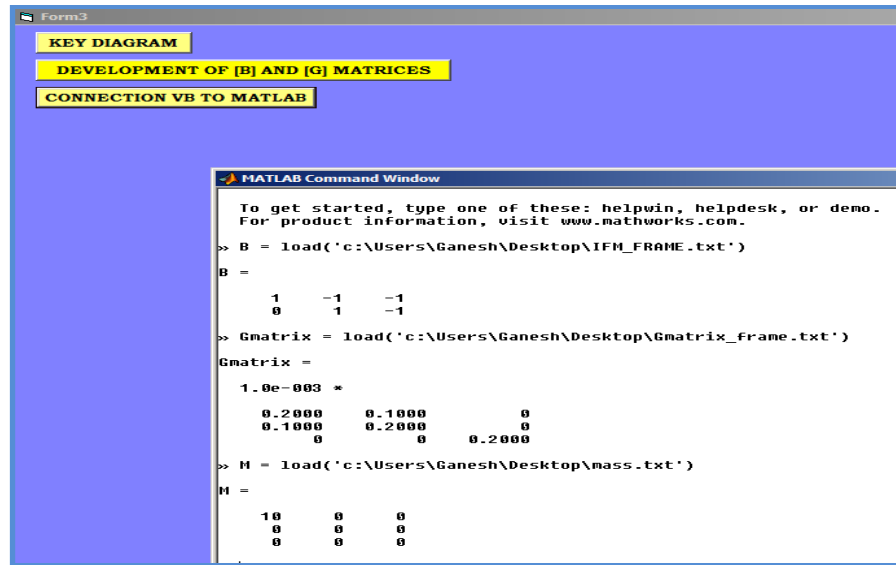 Form3
KEY DIAGRAM
DEVELOPMENT OF [B] AND [G] MATRICES
CONNECTION VB TO MATLAB
MATLAB Command Window
To get started, type one of these: helpwin, helpdesk, or demo.
For product information, visit www.mathworks.com.
» B = load('c:\Users\Ganesh\Desktop\IFM_FRAME.txt')
B =
1 -1 -1
0 1 -1
» Gmatrix = load('c:\Users\Ganesh\Desktop\Gmatrix_frame.txt')
Gmatrix =
1.0e-003 *
0.2000 0.1000 0
0.1000 0.2000 0
0 0 0.2000
» M = load('c:\Users\Ganesh\Desktop\mass.txt')
M =
10 0 0
0 0 0
0 0 0